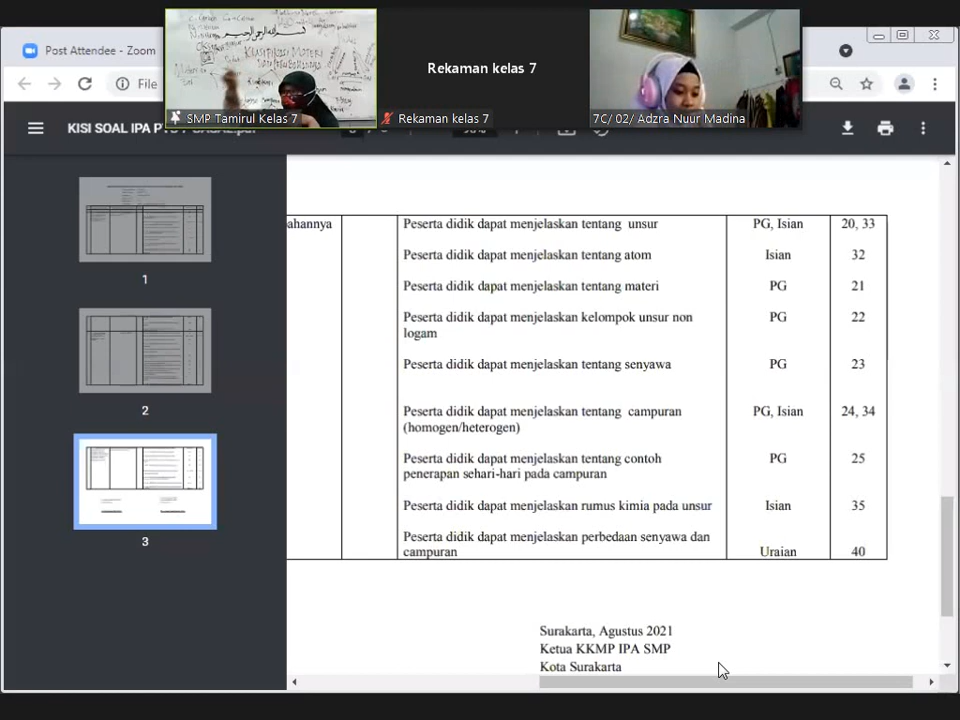 Post Attendee - Zoom
KLASIFIKASI MATERI
SMP Tamirul Kelas 7
Rekaman kelas 7
Rekaman kelas 7
7C/ 02/ Adzra Nuur Madina
File
KISI SOAL IPA
1
2
3
ahannya
Peserta didik dapat menjelaskan tentang unsur PG, Isian 20, 33
Peserta didik dapat menjelaskan tentang atom Isian 32
Peserta didik dapat menjelaskan tentang materi PG 21
Peserta didik dapat menjelaskan kelompok unsur non PG 22
logam
Peserta didik dapat menjelaskan tentang senyawa PG 23
Peserta didik dapat menjelaskan tentang campuran PG, Isian 24, 34
(homogen/heterogen)
Peserta didik dapat menjelaskan tentang contoh PG 25
penerapan sehari-hari pada campuran
Peserta didik dapat menjelaskan rumus kimia pada unsur Isian 35
Peserta didik dapat menjelaskan perbedaan senyawa dan
campuran Uraian 40
Surakarta, Agustus 2021
Ketua KKMP IPA SMP
Kota Surakarta